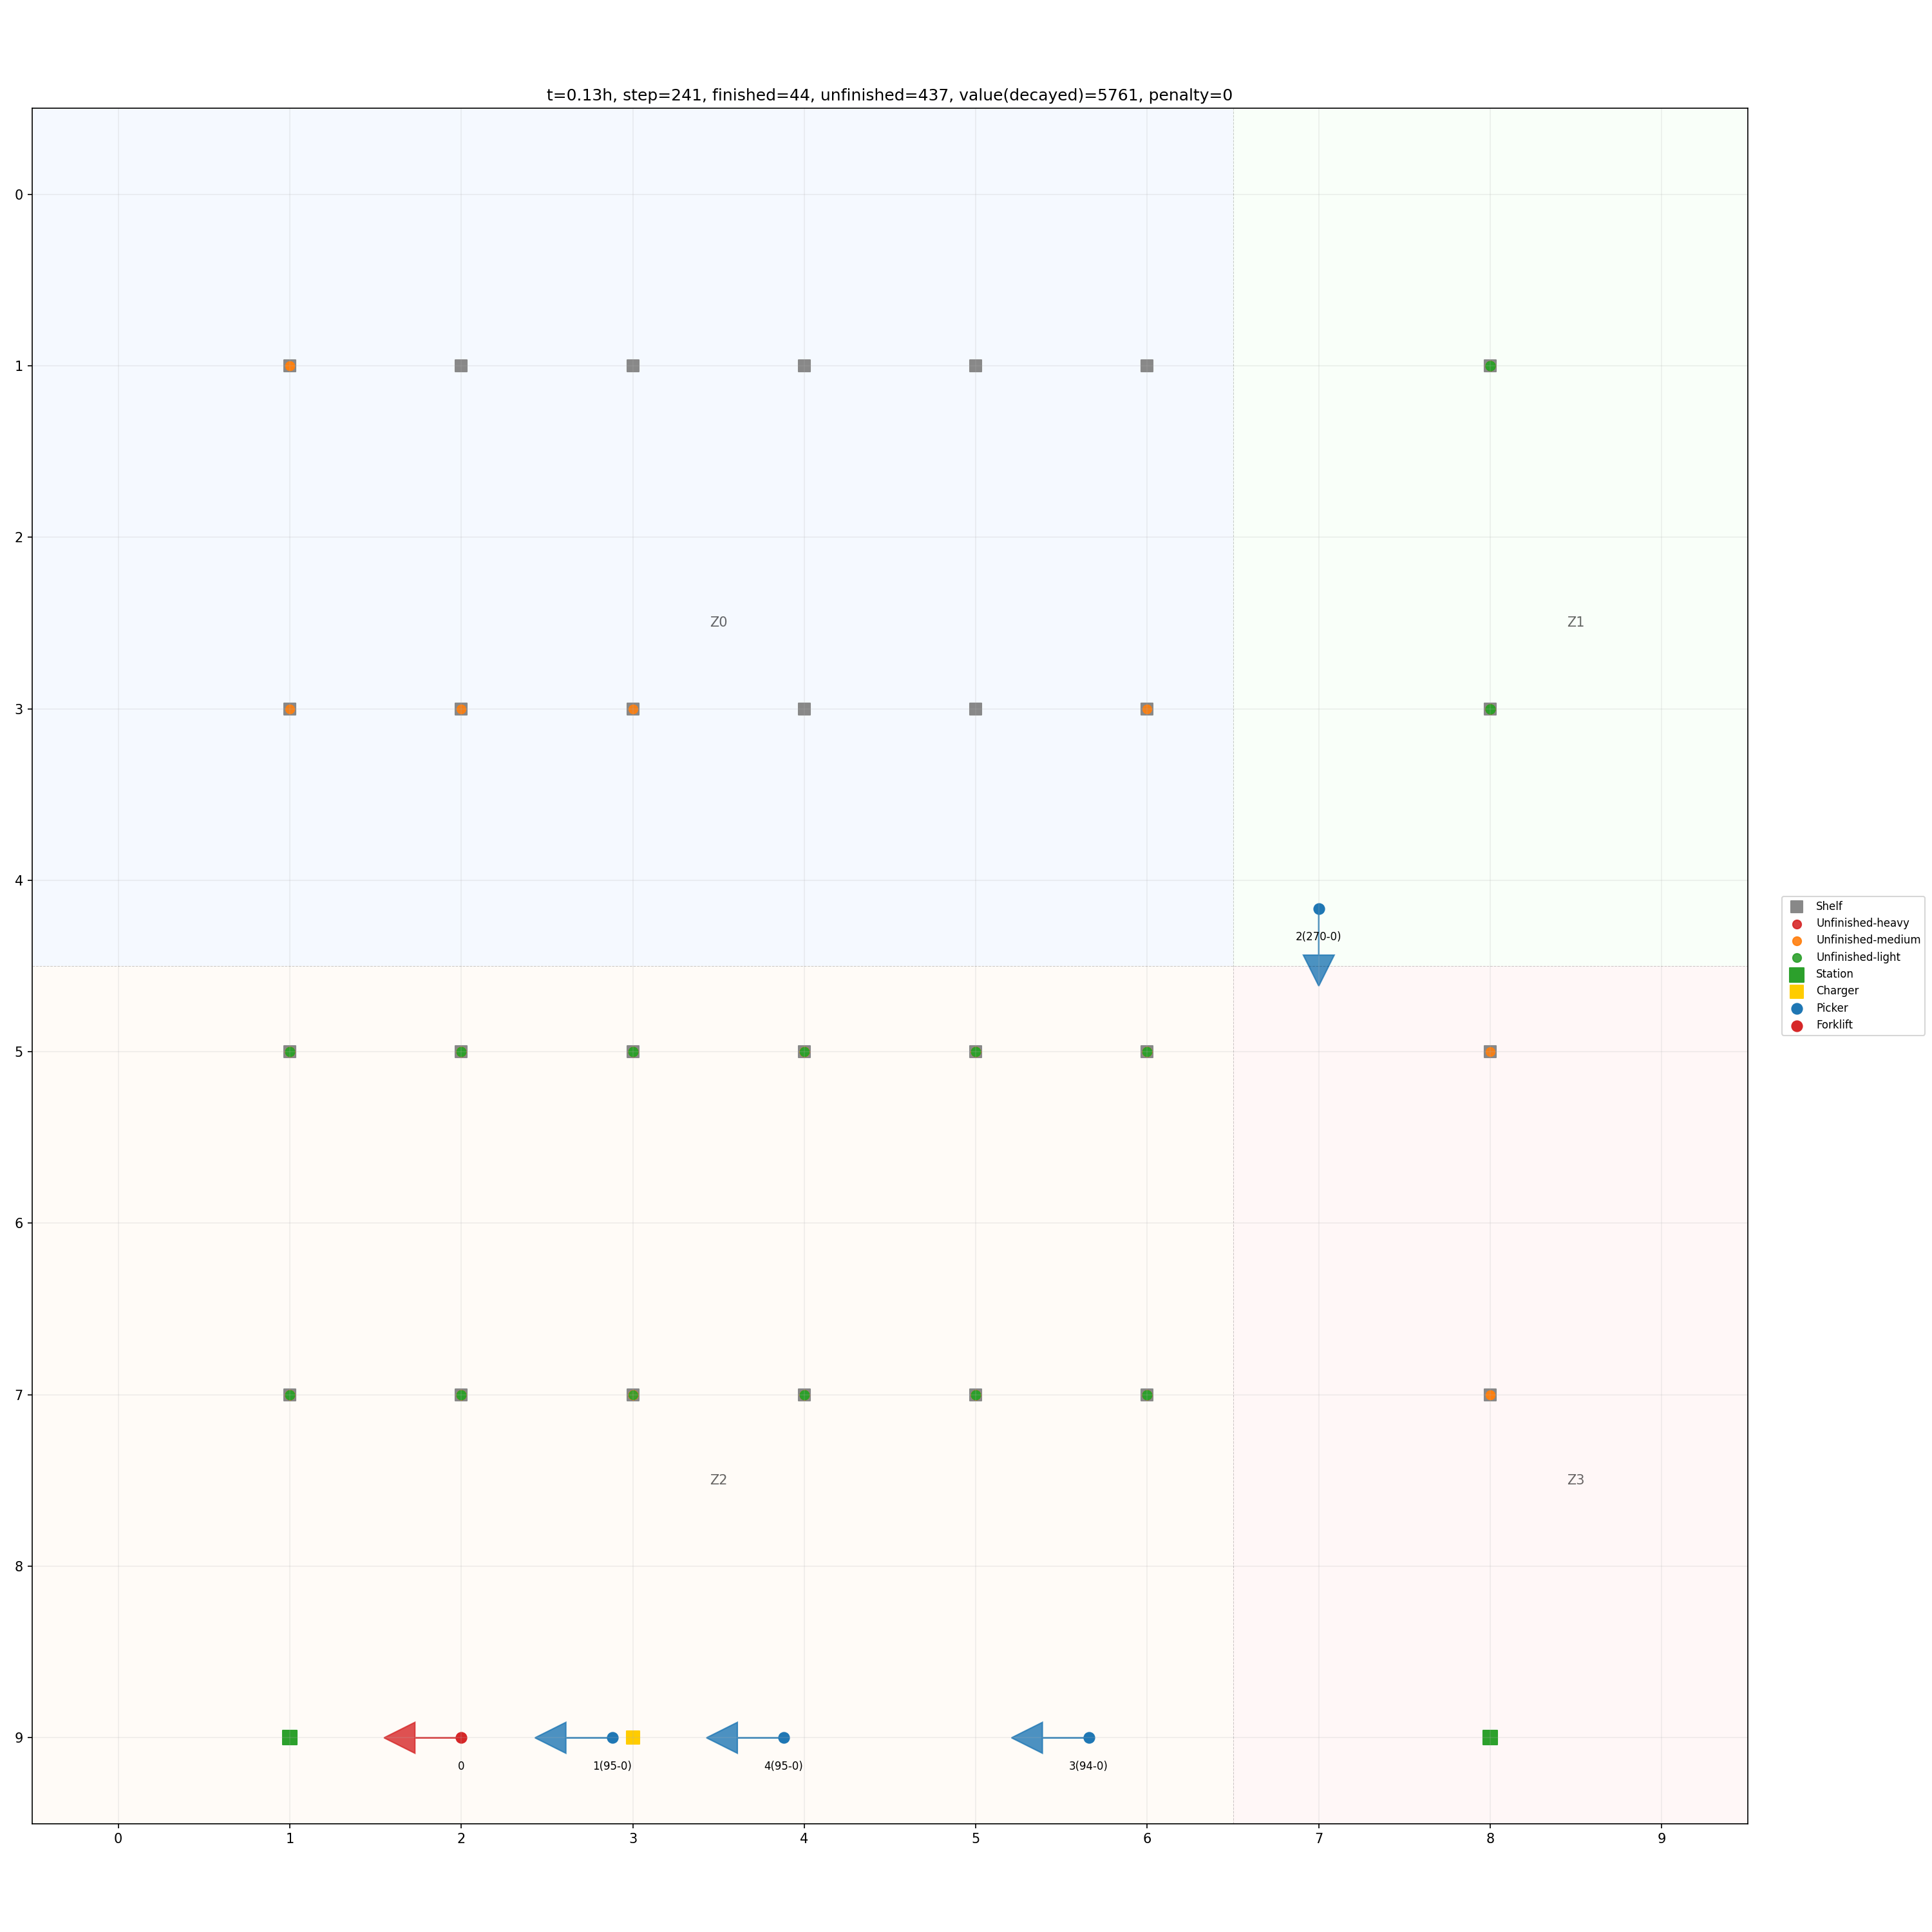 t=0.13h, step=241, finished=44, unfinished=437, value(decayed)=5761, penalty=0
0
1
2
Z0
Z1
3
4
2(270-0)
Shelf
Unfinished-heavy
Unfinished-medium
Unfinished-light
Station
Charger
Picker
Forklift
5
6
7
Z2
Z3
8
9
0
1(95-0)
4(95-0)
3(94-0)
0 1 2 3 4 5 6 7 8 9